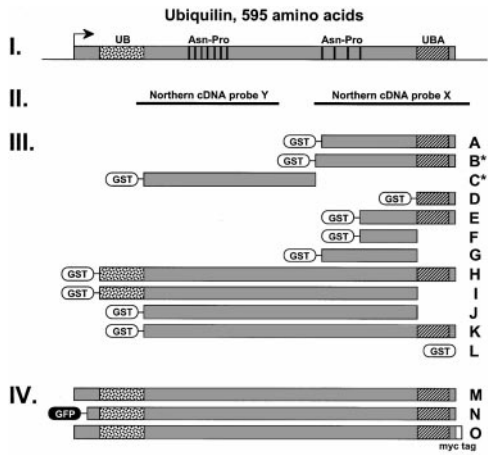 Ubiquilin, 595 amino acids
UB Asn-Pro Asn-Pro UBA
I.
II.
Northern cDNA probe Y Northern cDNA probe X
III.
GST A
GST B*
GST C*
GST D
GST E
GST F
GST G
GST H
GST I
GST J
GST K
GST L
IV.
M
GFP N
O
myc tag